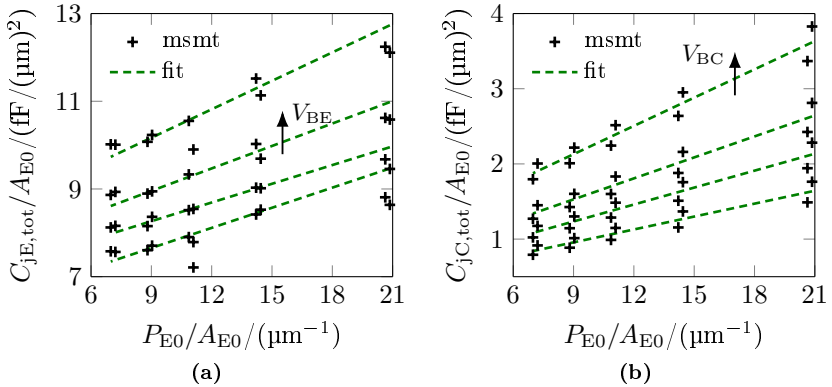 13
11
9
7
6 9 12 15 18 21
C_jE,tot/A_E0/(fF/(µm)²)
P_E0/A_E0/(µm⁻¹)
msmt
fit
V_BE
(a)
4
3
2
1
6 9 12 15 18 21
C_jC,tot/A_E0/(fF/(µm)²)
P_E0/A_E0/(µm⁻¹)
msmt
fit
V_BC
(b)